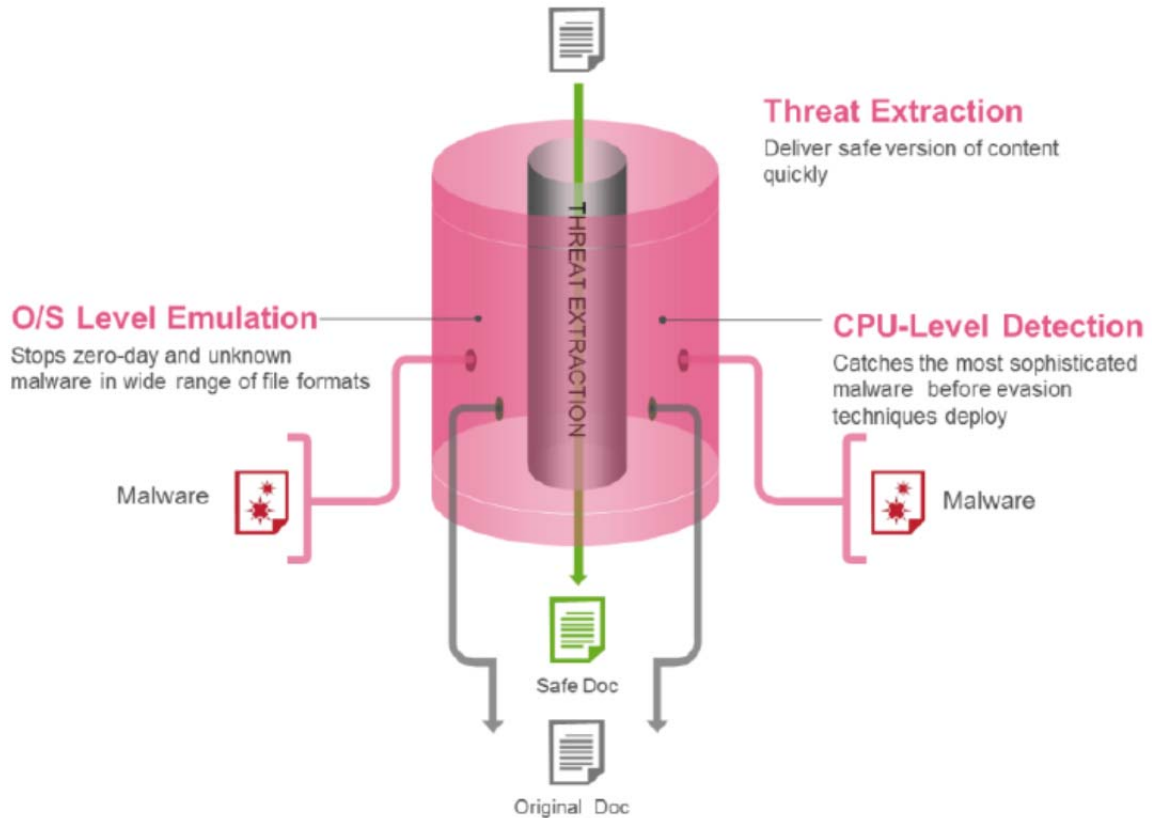 Threat Extraction
Deliver safe version of content
quickly
THREAT EXTRACTION
O/S Level Emulation
Stops zero-day and unknown
malware in wide range of file formats
CPU-Level Detection
Catches the most sophisticated
malware before evasion
techniques deploy
Malware
Malware
Safe Doc
Original Doc